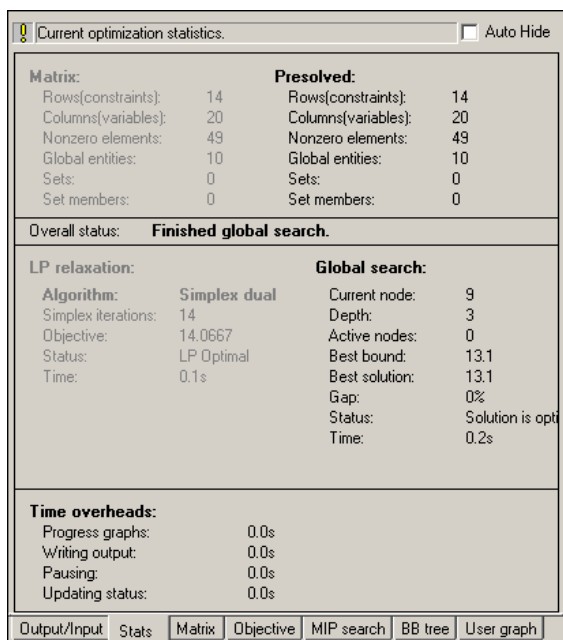 Current optimization statistics.
Auto Hide
Matrix:
Rows(constraints): 14
Columns(variables): 20
Nonzero elements: 49
Global entities: 10
Sets: 0
Set members: 0
Presolved:
Rows(constraints): 14
Columns(variables): 20
Nonzero elements: 49
Global entities: 10
Sets: 0
Set members: 0
Overall status: Finished global search.
LP relaxation:
Algorithm: Simplex dual
Simplex iterations: 14
Objective: 14.0667
Status: LP Optimal
Time: 0.1s
Global search:
Current node: 9
Depth: 3
Active nodes: 0
Best bound: 13.1
Best solution: 13.1
Gap: 0%
Status: Solution is opti
Time: 0.2s
Time overheads:
Progress graphs: 0.0s
Writing output: 0.0s
Pausing: 0.0s
Updating status: 0.0s
Output/Input Stats Matrix Objective MIP search BB tree User graph